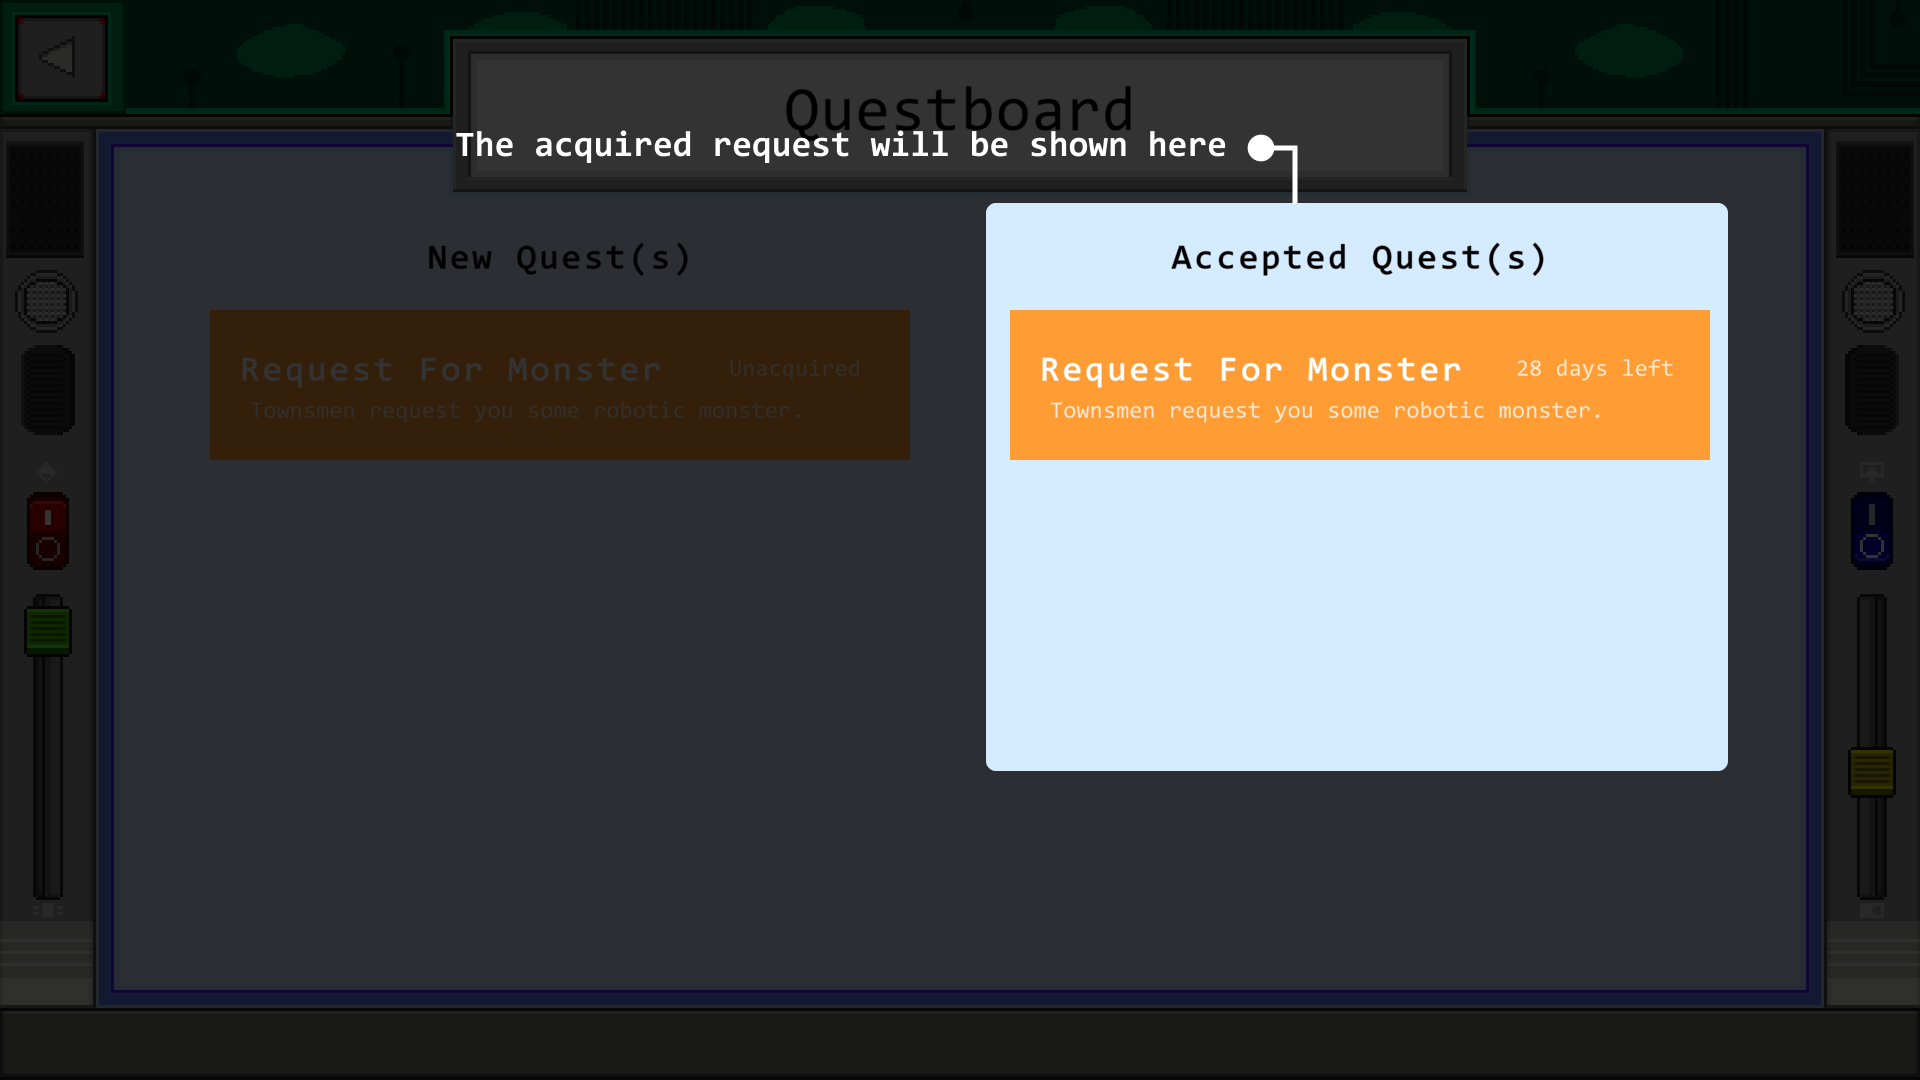 Questboard
The acquired request will be shown here
New Quest(s)
Request For Monster
Unacquired
Townsmen request you some robotic monster.
Accepted Quest(s)
Request For Monster
28 days left
Townsmen request you some robotic monster.